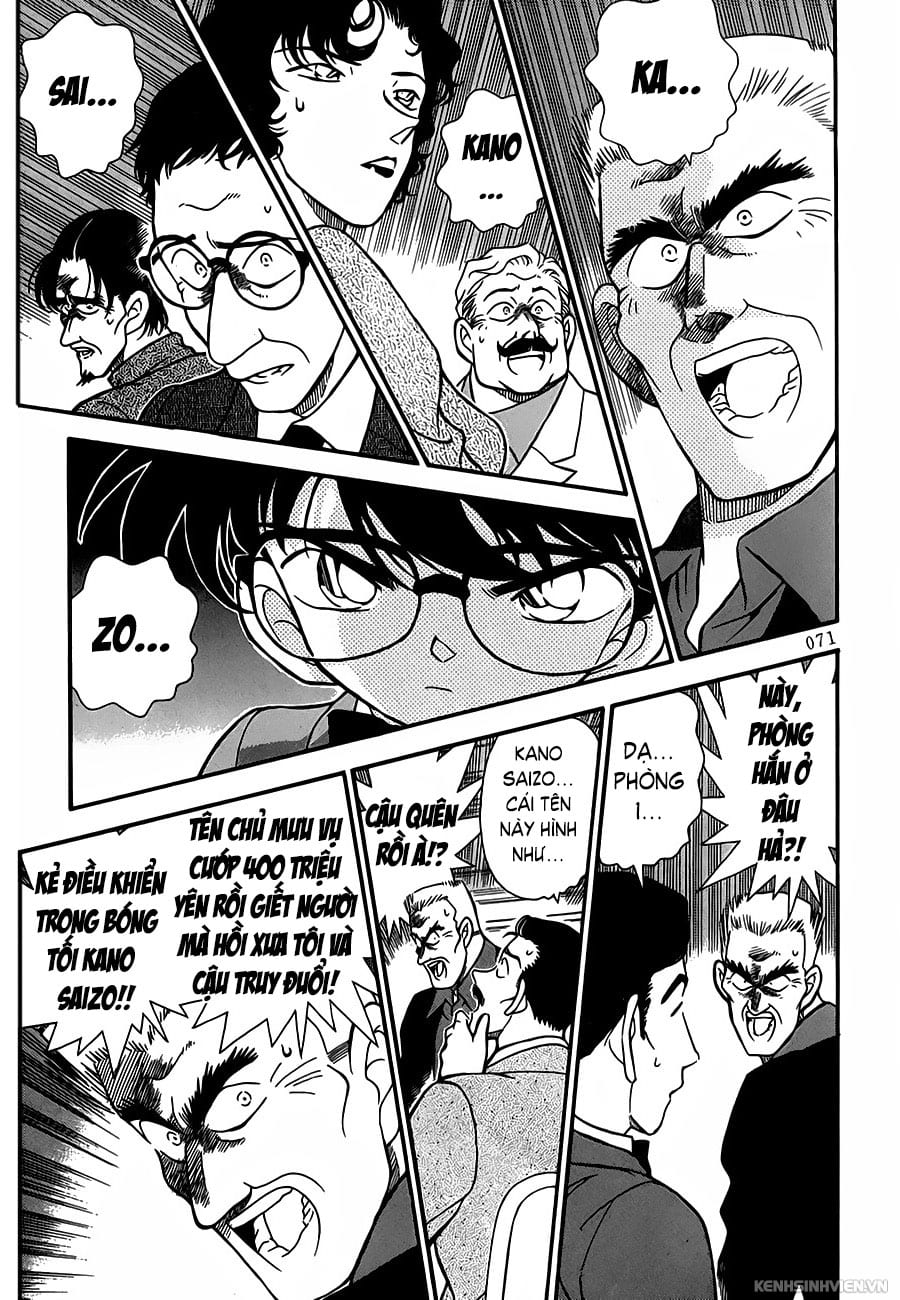 KA...
KANO
...
SAI...
ZO...
071
NÀY,
PHÒNG
HẮN Ở
ĐÂU
HẢ?!
DẠ...
PHÒNG
1...
KANO
SAIZO...
CÁI TÊN
NÀY HÌNH
NHƯ...
CẬU QUÊN
RỒI À!?
TÊN CHỦ MƯU VỤ
CƯỚP 400 TRIỆU
YÊN RỒI GIẾT NGƯỜI
MÀ HỒI XƯA TÔI VÀ
CẬU TRUY ĐUỔI!
KẺ ĐIỀU KHIỂN
TRONG BÓNG
TỐI KANO
SAIZO!!
KENHSINHVIEN.VN